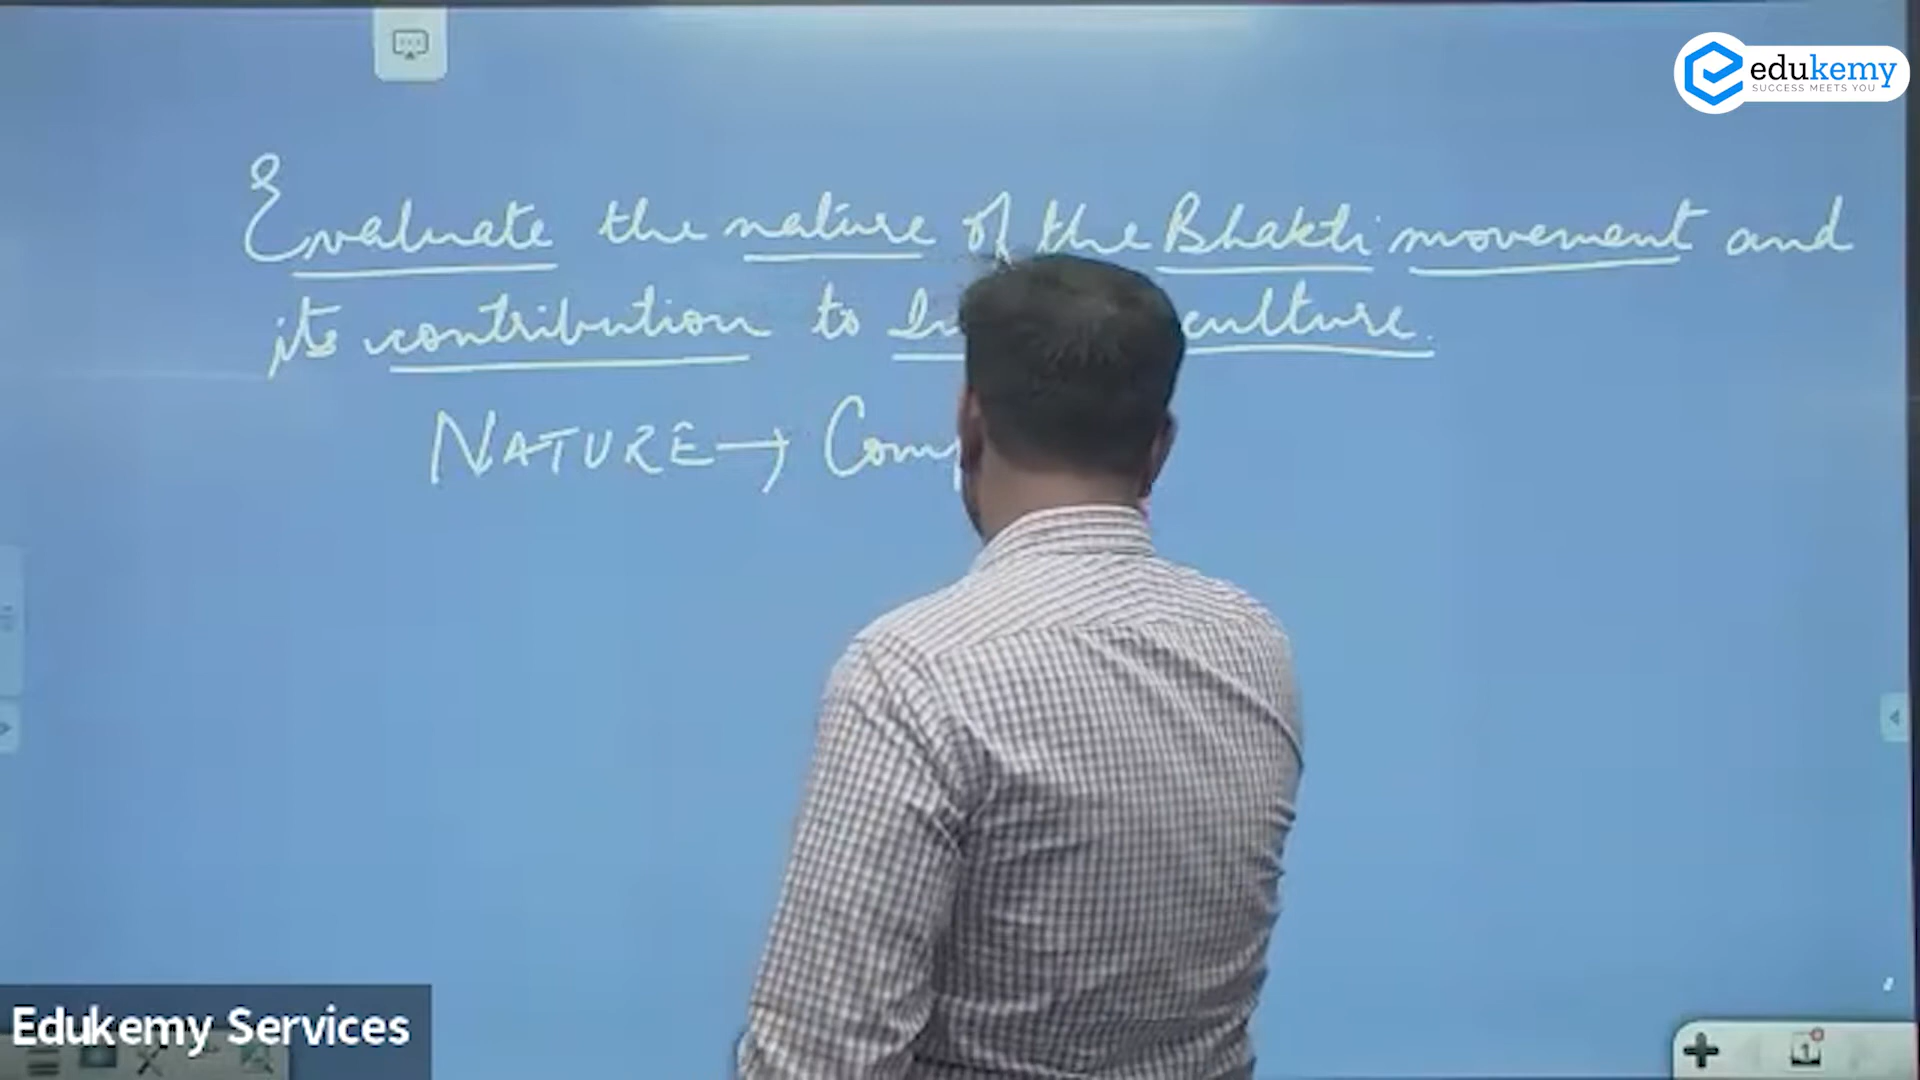 edukemy
SUCCESS MEETS YOU
Evaluate the nature of the Bhakti movement and
its contribution to culture.
NATURE →
Edukemy Services
1